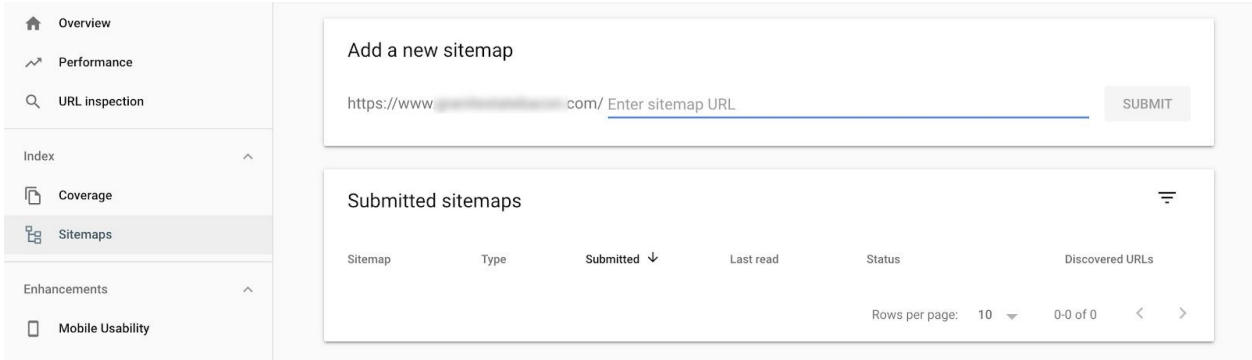 Overview
Performance
URL inspection
Index
Coverage
Sitemaps
Enhancements
Mobile Usability
Add a new sitemap
https://www. com/ Enter sitemap URL SUBMIT
Submitted sitemaps
Sitemap Type Submitted Last read Status Discovered URLs
Rows per page: 10 0-0 of 0